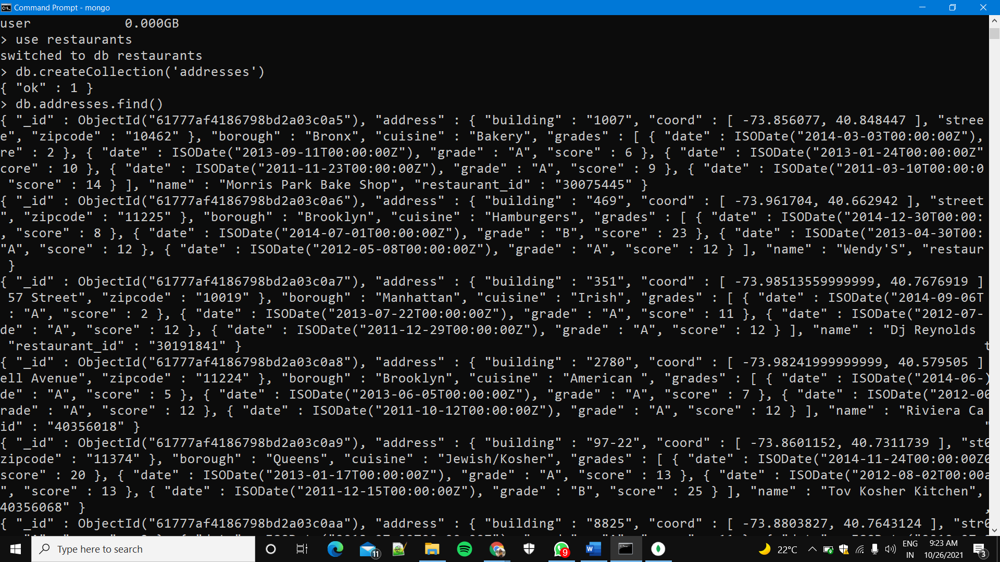 Command Prompt - mongo
user            0.000GB
> use restaurants
switched to db restaurants
> db.createCollection('addresses')
{ "ok" : 1 }
> db.addresses.find()
{ "_id" : ObjectId("61777af4186798bd2a03c0a5"), "address" : { "building" : "1007", "coord" : [ -73.856077, 40.848447 ], "stree
e", "zipcode" : "10462" }, "borough" : "Bronx", "cuisine" : "Bakery", "grades" : [ { "date" : ISODate("2014-03-03T00:00:00Z"),
re" : 2 }, { "date" : ISODate("2013-09-11T00:00:00Z"), "grade" : "A", "score" : 6 }, { "date" : ISODate("2013-01-24T00:00:00Z"
core" : 10 }, { "date" : ISODate("2011-11-23T00:00:00Z"), "grade" : "A", "score" : 9 }, { "date" : ISODate("2011-03-10T00:00:0
 "score" : 14 } ], "name" : "Morris Park Bake Shop", "restaurant_id" : "30075445" }
{ "_id" : ObjectId("61777af4186798bd2a03c0a6"), "address" : { "building" : "469", "coord" : [ -73.961704, 40.662942 ], "street
", "zipcode" : "11225" }, "borough" : "Brooklyn", "cuisine" : "Hamburgers", "grades" : [ { "date" : ISODate("2014-12-30T00:00:
, "score" : 8 }, { "date" : ISODate("2014-07-01T00:00:00Z"), "grade" : "B", "score" : 23 }, { "date" : ISODate("2013-04-30T00:
"A", "score" : 12 }, { "date" : ISODate("2012-05-08T00:00:00Z"), "grade" : "A", "score" : 12 } ], "name" : "Wendy'S", "restaur
 }
{ "_id" : ObjectId("61777af4186798bd2a03c0a7"), "address" : { "building" : "351", "coord" : [ -73.98513559999999, 40.7676919 ]
 57 Street", "zipcode" : "10019" }, "borough" : "Manhattan", "cuisine" : "Irish", "grades" : [ { "date" : ISODate("2014-09-06T
 : "A", "score" : 2 }, { "date" : ISODate("2013-07-22T00:00:00Z"), "grade" : "A", "score" : 11 }, { "date" : ISODate("2012-07-
de" : "A", "score" : 12 }, { "date" : ISODate("2011-12-29T00:00:00Z"), "grade" : "A", "score" : 12 } ], "name" : "Dj Reynolds
 "restaurant_id" : "30191841" } t
{ "_id" : ObjectId("61777af4186798bd2a03c0a8"), "address" : { "building" : "2780", "coord" : [ -73.98241999999999, 40.579505 ]
ell Avenue", "zipcode" : "11224" }, "borough" : "Brooklyn", "cuisine" : "American ", "grades" : [ { "date" : ISODate("2014-06-)
de" : "A", "score" : 5 }, { "date" : ISODate("2013-06-05T00:00:00Z"), "grade" : "A", "score" : 7 }, { "date" : ISODate("2012-00
rade" : "A", "score" : 12 }, { "date" : ISODate("2011-10-12T00:00:00Z"), "grade" : "A", "score" : 12 } ], "name" : "Riviera Ca
id" : "40356018" } "
{ "_id" : ObjectId("61777af4186798bd2a03c0a9"), "address" : { "building" : "97-22", "coord" : [ -73.8601152, 40.7311739 ], "st0
zipcode" : "11374" }, "borough" : "Queens", "cuisine" : "Jewish/Kosher", "grades" : [ { "date" : ISODate("2014-11-24T00:00:00Z0
score" : 20 }, { "date" : ISODate("2013-01-17T00:00:00Z"), "grade" : "A", "score" : 13 }, { "date" : ISODate("2012-08-02T00:00a
", "score" : 13 }, { "date" : ISODate("2011-12-15T00:00:00Z"), "grade" : "B", "score" : 25 } ], "name" : "Tov Kosher Kitchen",
40356068" } ,
{ "_id" : ObjectId("61777af4186798bd2a03c0aa"), "address" : { "building" : "8825", "coord" : [ -73.8803827, 40.7643124 ], "str0
Type here to search
11
9
22°C
ENG
IN
9:23 AM
10/26/2021
3